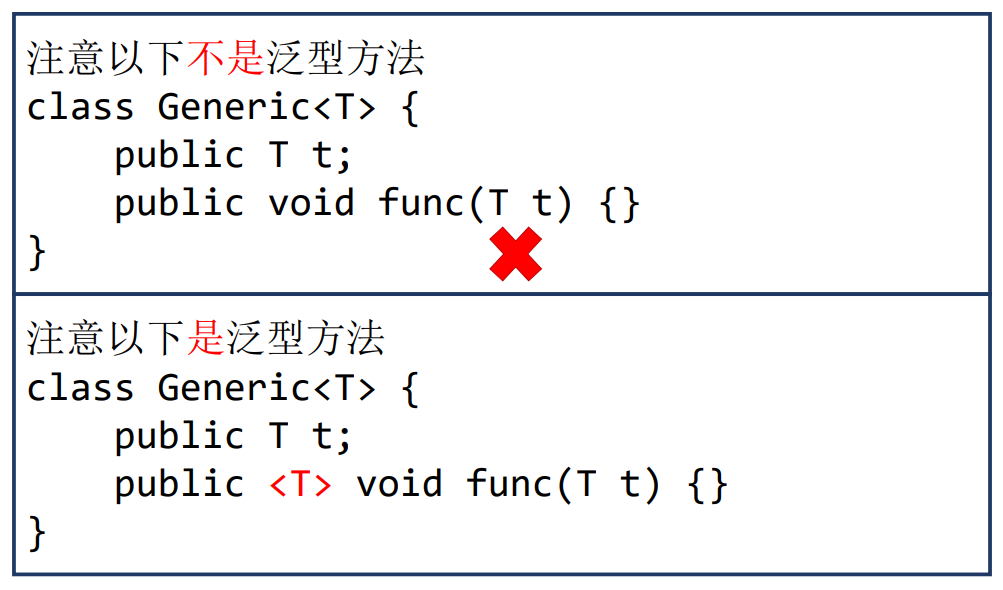 注意以下不是泛型方法
class Generic<T> {
    public T t;
    public void func(T t) {}
}
注意以下是泛型方法
class Generic<T> {
    public T t;
    public <T> void func(T t) {}
}